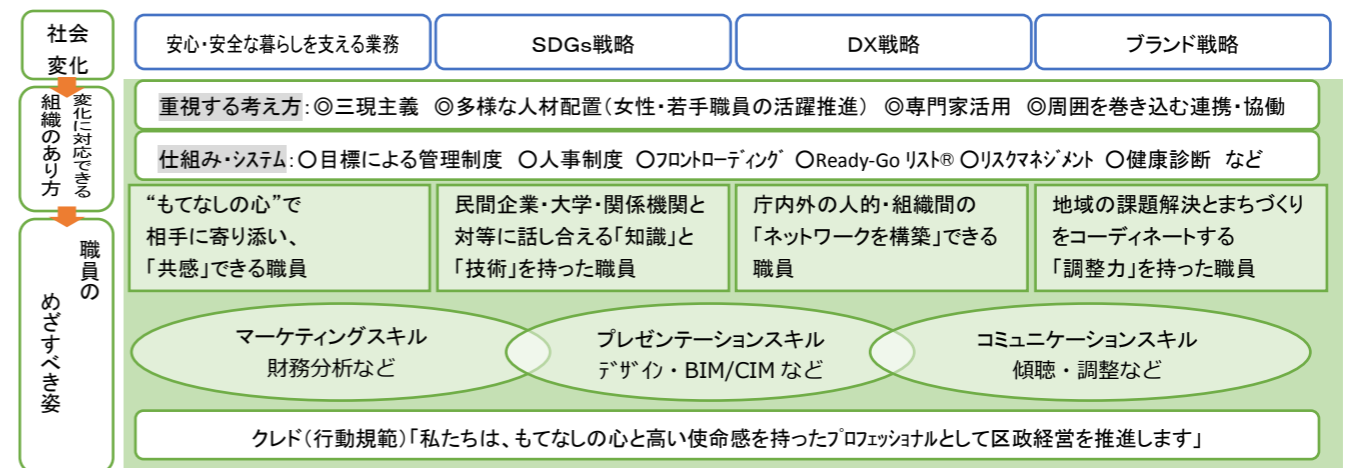 社会
変化
安心・安全な暮らしを支える業務
SDGs戦略
DX戦略
ブランド戦略
変化に対応できる
組織のあり方
重視する考え方:◎三現主義 ◎多様な人材配置(女性・若手職員の活躍推進) ◎専門家活用 ◎周囲を巻き込む連携・協働
仕組み・システム:〇目標による管理制度 〇人事制度 〇ﾌﾛﾝﾄﾛｰﾃﾞｨﾝｸﾞ 〇Ready-Go リスト® 〇リスクマネジメント 〇健康診断 など
職員の
めざすべき姿
“もてなしの心”で
相手に寄り添い、
「共感」できる職員
民間企業・大学・関係機関と
対等に話し合える「知識」と
「技術」を持った職員
庁内外の人的・組織間の
「ネットワークを構築」できる
職員
地域の課題解決とまちづくり
をコーディネートする
「調整力」を持った職員
マーケティングスキル
財務分析など
プレゼンテーションスキル
ﾃﾞｻﾞｲﾝ・BIM/CIM など
コミュニケーションスキル
傾聴・調整など
クレド(行動規範)「私たちは、もてなしの心と高い使命感を持ったﾌﾟﾛﾌｪｯｼｮﾅﾙとして区政経営を推進します」